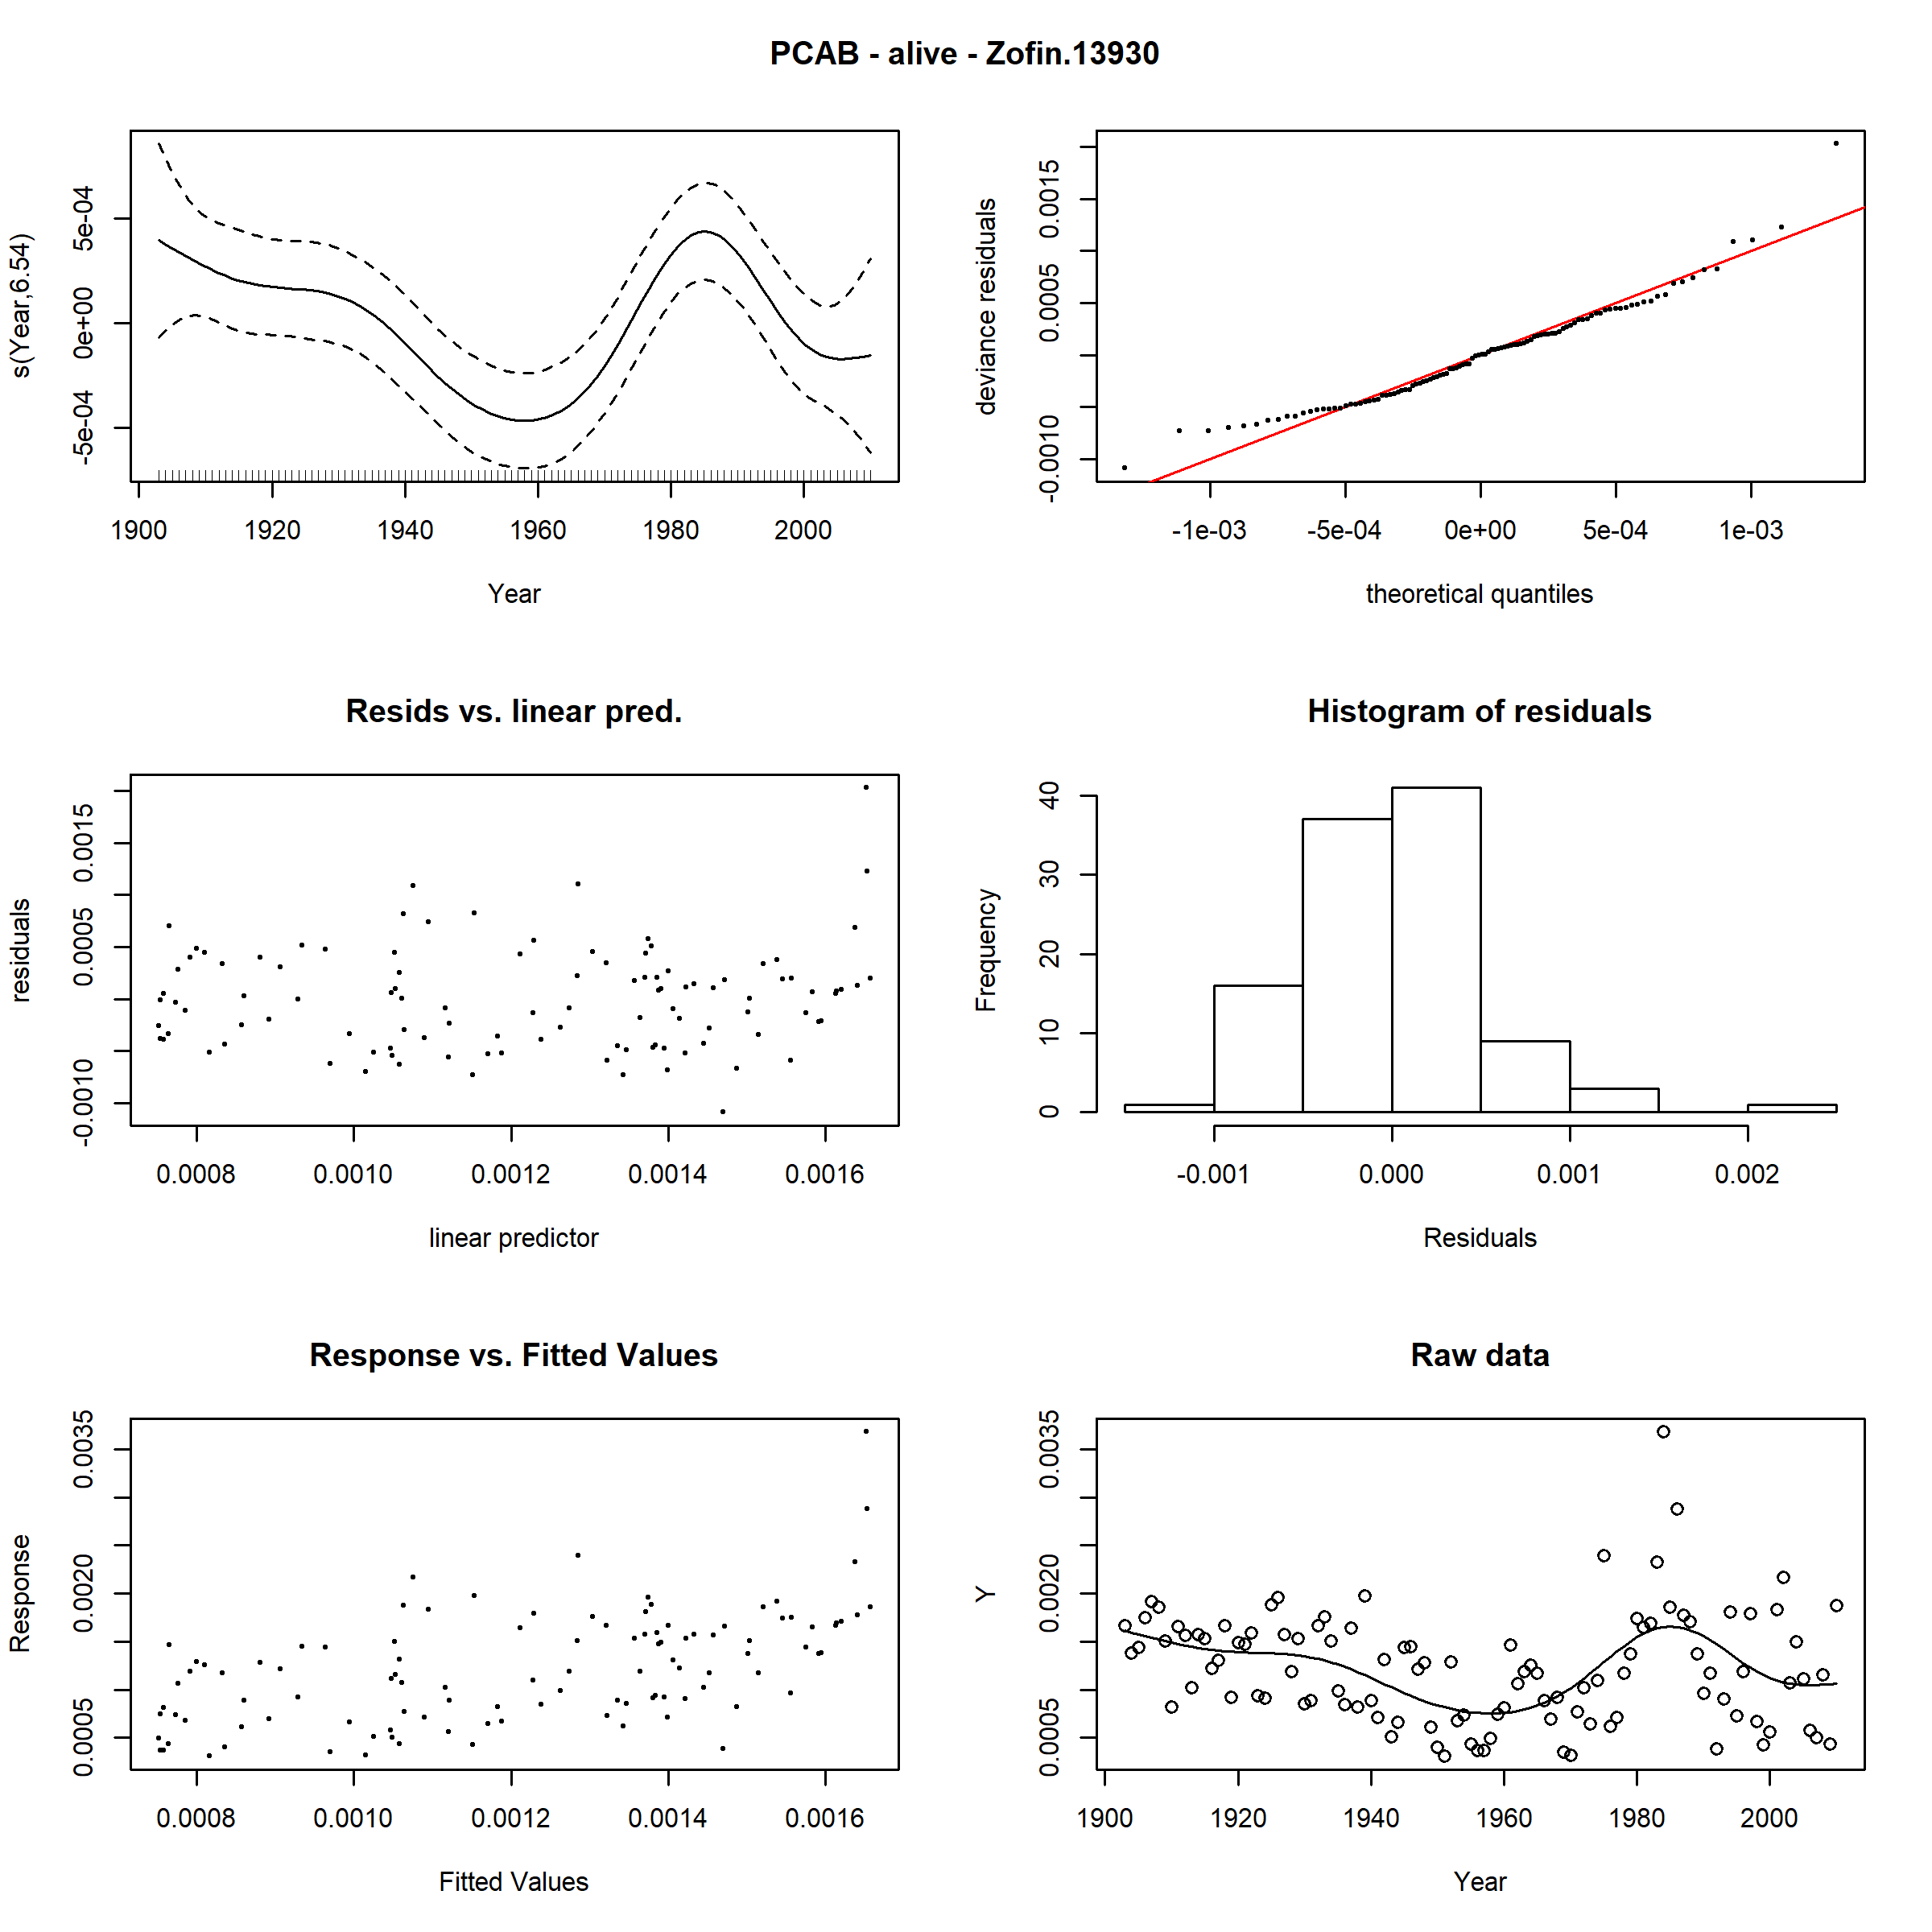 PCAB - alive - Zofin.13930
s(Year,6.54)
5e-04
0e+00
-5e-04
1900 1920 1940 1960 1980 2000
Year
deviance residuals
0.0015
0.0005
-0.0010
-1e-03 -5e-04 0e+00 5e-04 1e-03
theoretical quantiles
Resids vs. linear pred.
residuals
0.0015
0.0005
-0.0010
0.0008 0.0010 0.0012 0.0014 0.0016
linear predictor
Histogram of residuals
Frequency
40
30
20
10
0
-0.001 0.000 0.001 0.002
Residuals
Response vs. Fitted Values
Response
0.0035
0.0020
0.0005
0.0008 0.0010 0.0012 0.0014 0.0016
Fitted Values
Raw data
Y
0.0035
0.0020
0.0005
1900 1920 1940 1960 1980 2000
Year